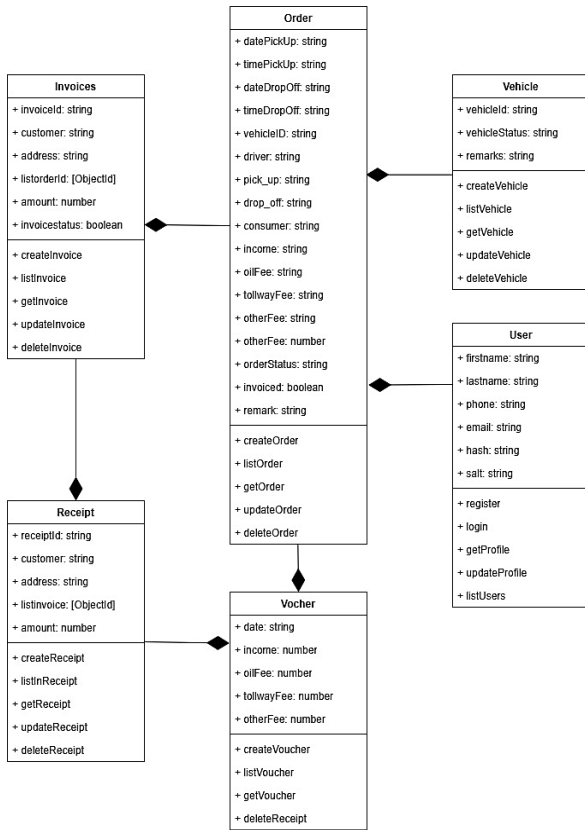 Order
+ datePickUp: string
+ timePickUp: string
+ dateDropOff: string
+ timeDropOff: string
+ vehicleID: string
+ driver: string
+ pick_up: string
+ drop_off: string
+ consumer: string
+ income: string
+ oilFee: string
+ tollwayFee: string
+ otherFee: string
+ otherFee: number
+ orderStatus: string
+ invoiced: boolean
+ remark: string
+ createOrder
+ listOrder
+ getOrder
+ updateOrder
+ deleteOrder
Invoices
+ invoiceId: string
+ customer: string
+ address: string
+ listorderId: [ObjectId]
+ amount: number
+ invoicestatus: boolean
+ createInvoice
+ listInvoice
+ getInvoice
+ updateInvoice
+ deleteInvoice
Vehicle
+ vehicleId: string
+ vehicleStatus: string
+ remarks: string
+ createVehicle
+ listVehicle
+ getVehicle
+ updateVehicle
+ deleteVehicle
User
+ firstname: string
+ lastname: string
+ phone: string
+ email: string
+ hash: string
+ salt: string
+ register
+ login
+ getProfile
+ updateProfile
+ listUsers
Receipt
+ receiptId: string
+ customer: string
+ address: string
+ listinvoice: [ObjectId]
+ amount: number
+ createReceipt
+ listInReceipt
+ getReceipt
+ updateReceipt
+ deleteReceipt
Vocher
+ date: string
+ income: number
+ oilFee: number
+ tollwayFee: number
+ otherFee: number
+ createVoucher
+ listVoucher
+ getVoucher
+ deleteReceipt